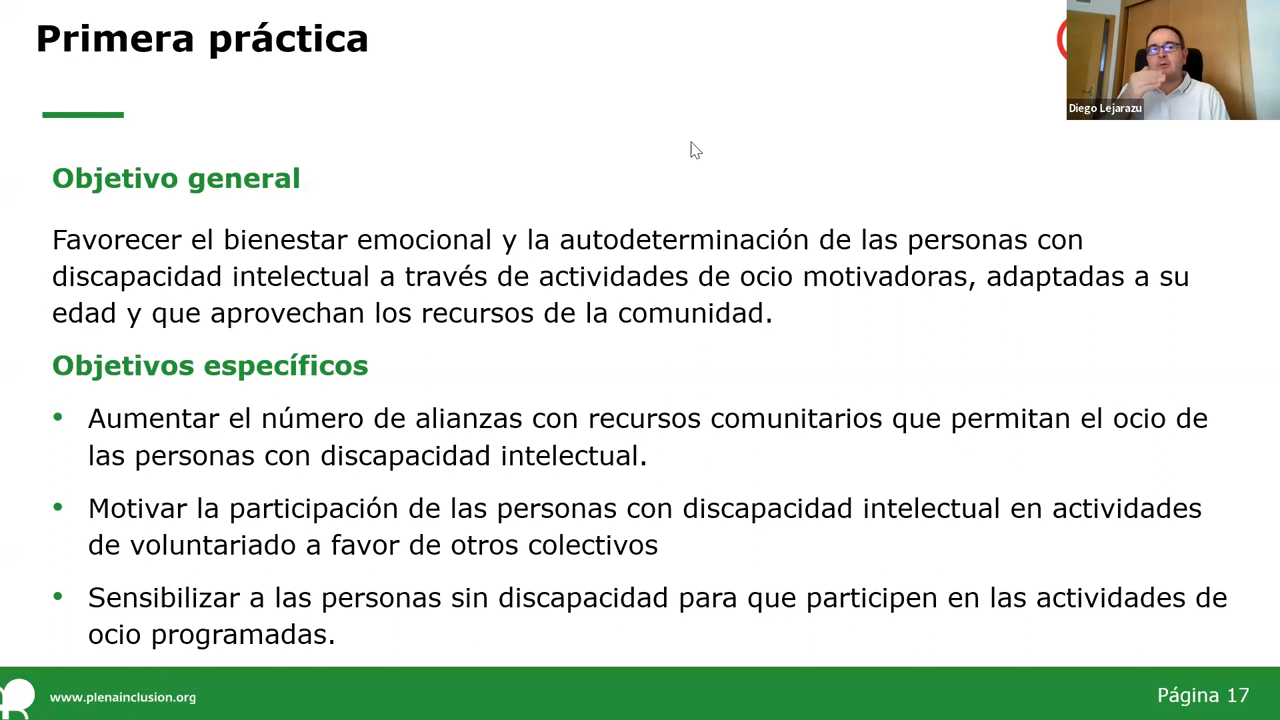 Primera práctica
Diego Lejarazu
Objetivo general
Favorecer el bienestar emocional y la autodeterminación de las personas con
discapacidad intelectual a través de actividades de ocio motivadoras, adaptadas a su
edad y que aprovechan los recursos de la comunidad.
Objetivos específicos
• Aumentar el número de alianzas con recursos comunitarios que permitan el ocio de
las personas con discapacidad intelectual.
• Motivar la participación de las personas con discapacidad intelectual en actividades
de voluntariado a favor de otros colectivos
• Sensibilizar a las personas sin discapacidad para que participen en las actividades de
ocio programadas.
www.plenainclusion.org
Página 17